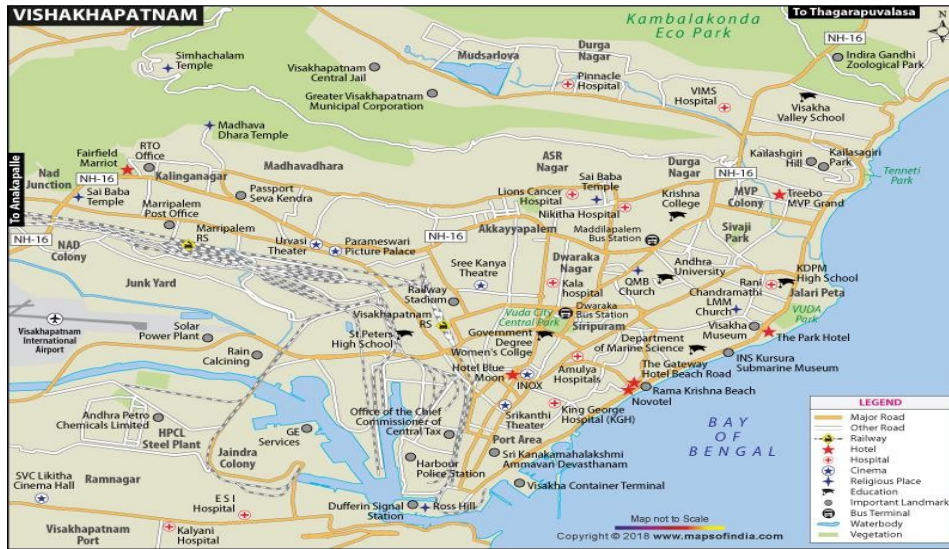 VISHAKHAPATNAM
To Thagarapuvalasa
N
Kambalakonda
Eco Park
NH-16
Indira Gandhi
Zoological Park
Simhachalam
Temple
Visakhapatnam
Central Jail
Greater Visakhapatnam
Municipal Corporation
Mudsarlova
Durga
Nagar
Pinnacle
Hospital
VIMS
Hospital
Visakha
Valley School
Madhava
Dhara Temple
Fairfield
Marriot
RTO
Office
Kalinganagar
Madhavadhara
ASR
Nagar
Durga
Nagar
NH-16
Kailashgiri
Hill
Kailasagiri
Park
Tenneti
Park
To Anakapalle
Nad
Junction
NH-16
Sai Baba
Temple
Passport
Seva Kendra
Lions Cancer
Hospital
Sai Baba
Temple
Nikitha Hospital
Krishna
College
MVP
Colony
Treebo
MVP Grand
Marripalem
Post Office
Marripalem
RS
NH-16
NAD
Colony
Urvasi
Theater
Parameswari
Picture Palace
NH-16
Akkayyapalem
Maddilapalem
Bus Station
Sivaji
Park
Junk Yard
Sree Kanya
Theatre
Dwaraka
Nagar
Kala
hospital
QMB
Church
Andhra
University
Rani
Chandramathi
LMM
Church
KDPM
High School
Jalari Peta
VUDA
Park
Visakhapatnam
International
Airport
Solar
Power Plant
Railway
Stadium
Visakhapatnam
RS
Vuda City
Central Park
Dwaraka
Bus Station
Siripuram
Visakha
Museum
The Park Hotel
St Peters
High School
Government
Degree
Women's Collge
Department
of Marine Science
INS Kursura
Submarine Museum
Rain
Calcining
Hotel Blue
Moon
INOX
Amulya
Hospitals
The Gateway
Hotel Beach Road
Rama Krishna Beach
Novotel
Andhra Petro
Chemicals Limited
HPCL
Steel Plant
GE
Services
Office of the Chief
Commissioner of
Central Tax
Srikanthi
Theater
King George
Hospital (KGH)
BAY
OF
BENGAL
Jaindra
Colony
Port Area
Harbour
Police Station
Sri Kanakamahalakshmi
Ammavan Devasthanam
SVC Likitha
Cinema Hall
Ramnagar
E S I
Hospital
Visakha Container Terminal
Dufferin Signal
Station
Ross Hill
Visakhapatnam
Port
Kalyani
Hospital
LEGEND
Major Road
Other Road
Railway
Hotel
Hospital
Cinema
Religious Place
Education
Important Landmark
Bus Terminal
Waterbody
Vegetation
Map not to Scale
Copyright © 2018 www.mapsofindia.com